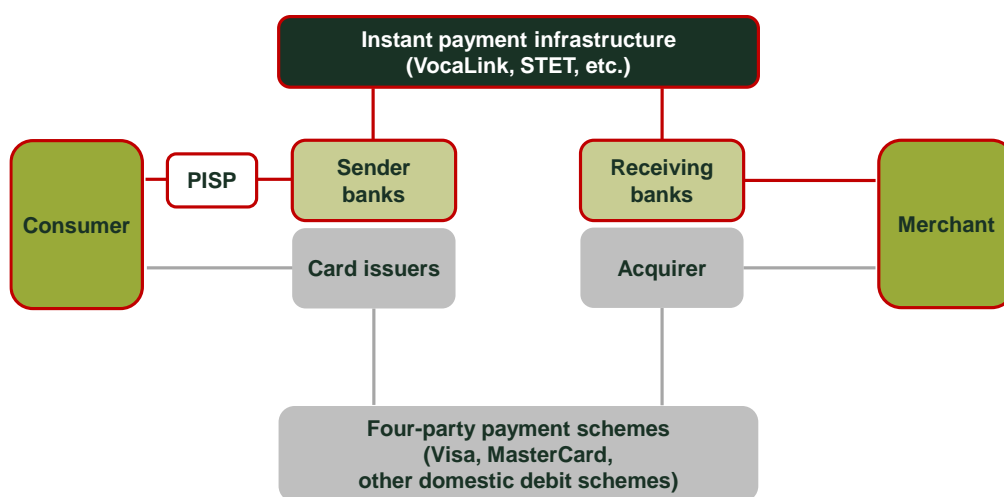 Instant payment infrastructure
(VocaLink, STET, etc.)
Consumer
PISP
Sender
banks
Receiving
banks
Merchant
Card issuers
Acquirer
Four-party payment schemes
(Visa, MasterCard,
other domestic debit schemes)